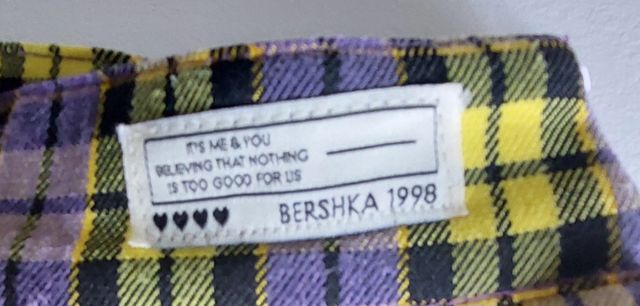 IT'S ME & YOU
BELIEVING THAT NOTHING
IS TOO GOOD FOR US
♥♥♥♥ BERSHKA 1998